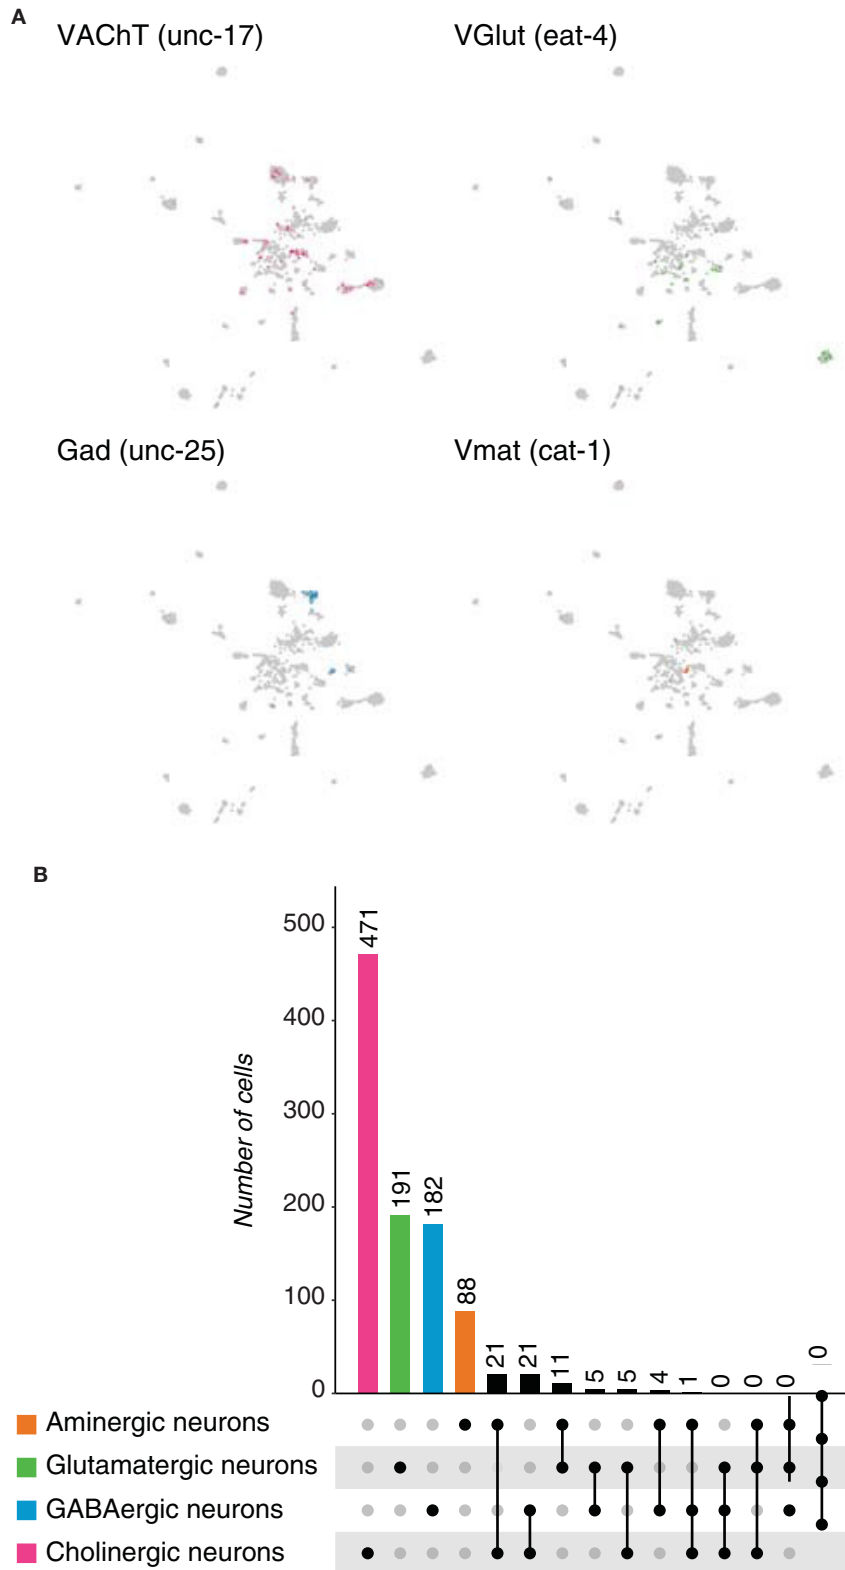 A
VAChT (unc-17)
VGlut (eat-4)
Gad (unc-25)
Vmat (cat-1)
B
Number of cells
500
400
300
200
100
0
471
191
182
88
21
21
11
5
5
4
1
0
0
0
0
Aminergic neurons
Glutamatergic neurons
GABAergic neurons
Cholinergic neurons